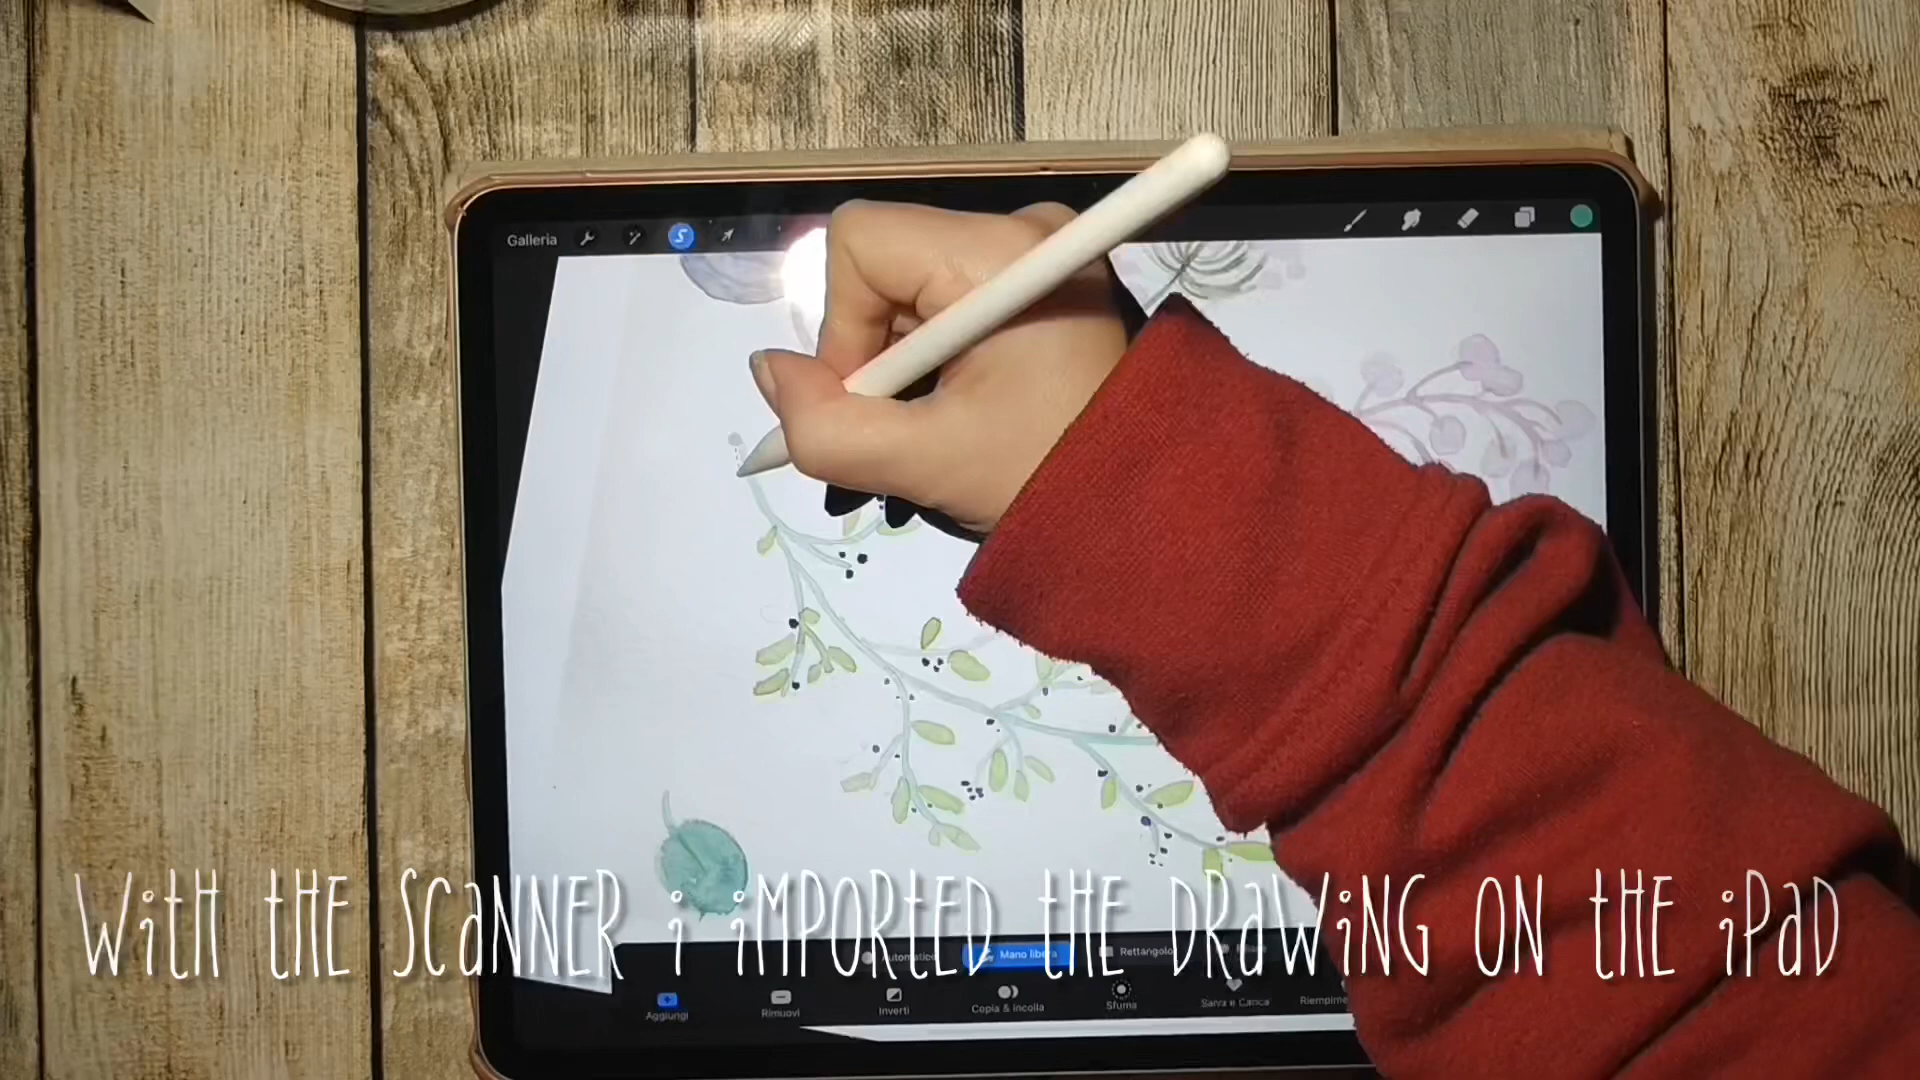 Galleria
WitH tHE SCaNNER i iMPORtED tHE DRaWiNG ON tHE iPaD
Automatico
Mano libera
Rettangolo
Aggiungi
Rimuovi
Inverti
Copia & incolla
Sfuma
Salva e Carica